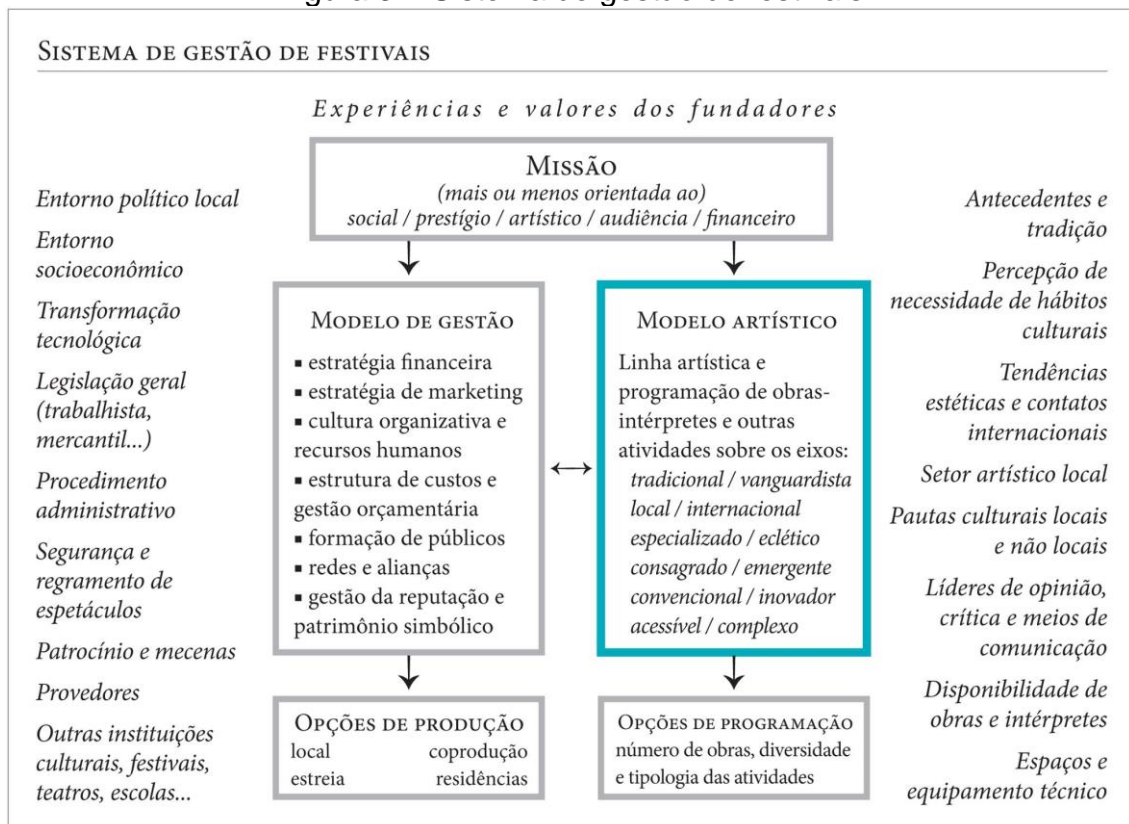 SISTEMA DE GESTÃO DE FESTIVAIS
Experiências e valores dos fundadores
MISSÃO
(mais ou menos orientada ao)
social / prestígio / artístico / audiência / financeiro
Entorno político local
Entorno
socioeconômico
Transformação
tecnológica
Legislação geral
(trabalhista,
mercantil...)
Procedimento
administrativo
Segurança e
regramento de
espetáculos
Patrocínio e mecenas
Provedores
Outras instituições
culturais, festivais,
teatros, escolas...
MODELO DE GESTÃO
▪ estratégia financeira
▪ estratégia de marketing
▪ cultura organizativa e
recursos humanos
▪ estrutura de custos e
gestão orçamentária
▪ formação de públicos
▪ redes e alianças
▪ gestão da reputação e
patrimônio simbólico
MODELO ARTÍSTICO
Linha artística e
programação de obras-
intérpretes e outras
atividades sobre os eixos:
tradicional / vanguardista
local / internacional
especializado / eclético
consagrado / emergente
convencional / inovador
acessível / complexo
OPÇÕES DE PRODUÇÃO
local coprodução
estreia residências
OPÇÕES DE PROGRAMAÇÃO
número de obras, diversidade
e tipologia das atividades
Antecedentes e
tradição
Percepção de
necessidade de hábitos
culturais
Tendências
estéticas e contatos
internacionais
Setor artístico local
Pautas culturais locais
e não locais
Líderes de opinião,
crítica e meios de
comunicação
Disponibilidade de
obras e intérpretes
Espaços e
equipamento técnico